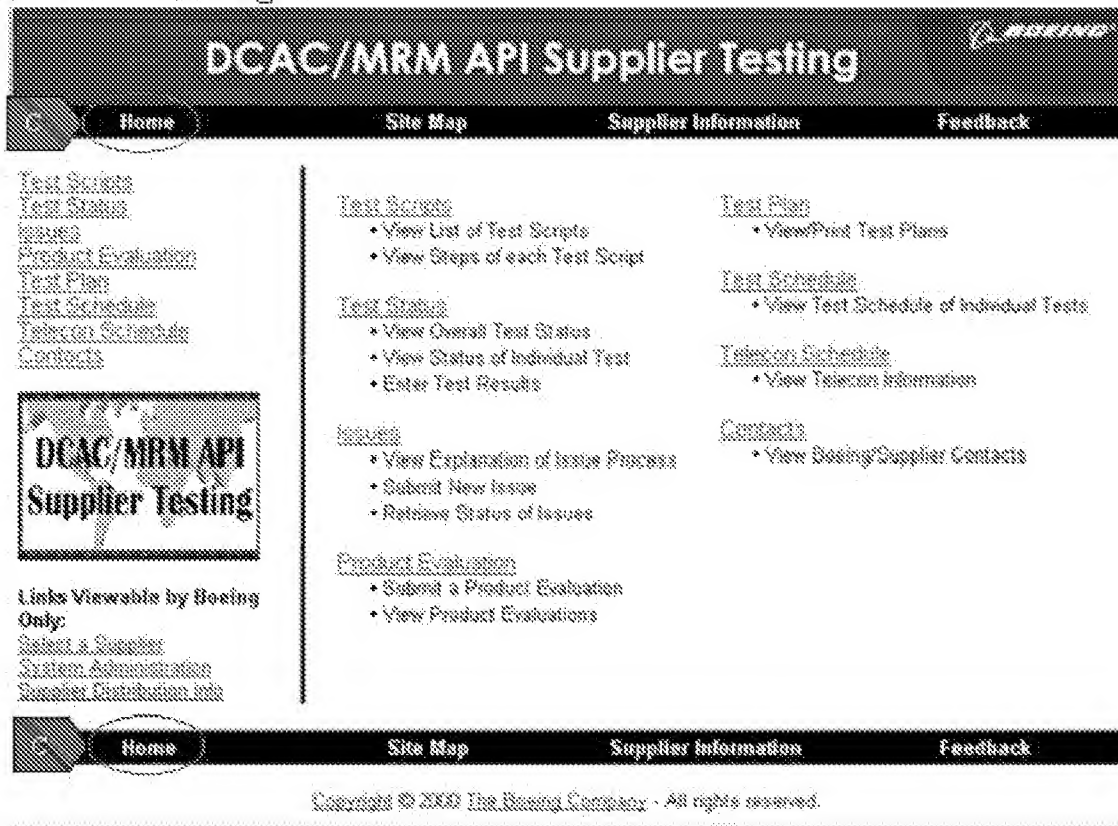 BOEING
DCAC/MRM API Supplier Testing
C Home Site Map Supplier Information Feedback
Test Scripts
Test Status
Issues
Product Evaluation
Test Plan
Test Schedule
Telecon Schedule
Contacts
DCAC/MRM API
Supplier Testing
Links Viewable by Boeing
Only:
Select a Supplier
System Administration
Supplier Distribution Info
Test Scripts
• View List of Test Scripts
• View Steps of each Test Script
Test Status
• View Overall Test Status
• View Status of Individual Test
• Enter Test Results
Issues
• View Explanation of Issue Process
• Submit New Issue
• Retrieve Status of Issues
Product Evaluation
• Submit a Product Evaluation
• View Product Evaluations
Test Plan
• View/Print Test Plans
Test Schedule
• View Test Schedule of Individual Tests
Telecon Schedule
• View Telecon Information
Contacts
• View Boeing/Supplier Contacts
C Home Site Map Supplier Information Feedback
Copyright © 2000 The Boeing Company - All rights reserved.